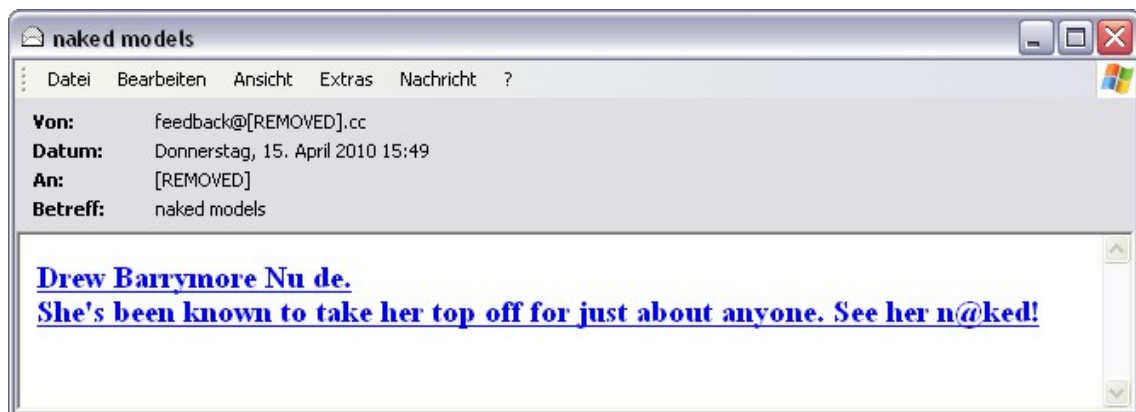 naked models
Datei Bearbeiten Ansicht Extras Nachricht ?
Von: feedback@[REMOVED].cc
Datum: Donnerstag, 15. April 2010 15:49
An: [REMOVED]
Betreff: naked models
Drew Barrymore Nu de.
She's been known to take her top off for just about anyone. See her n@ked!